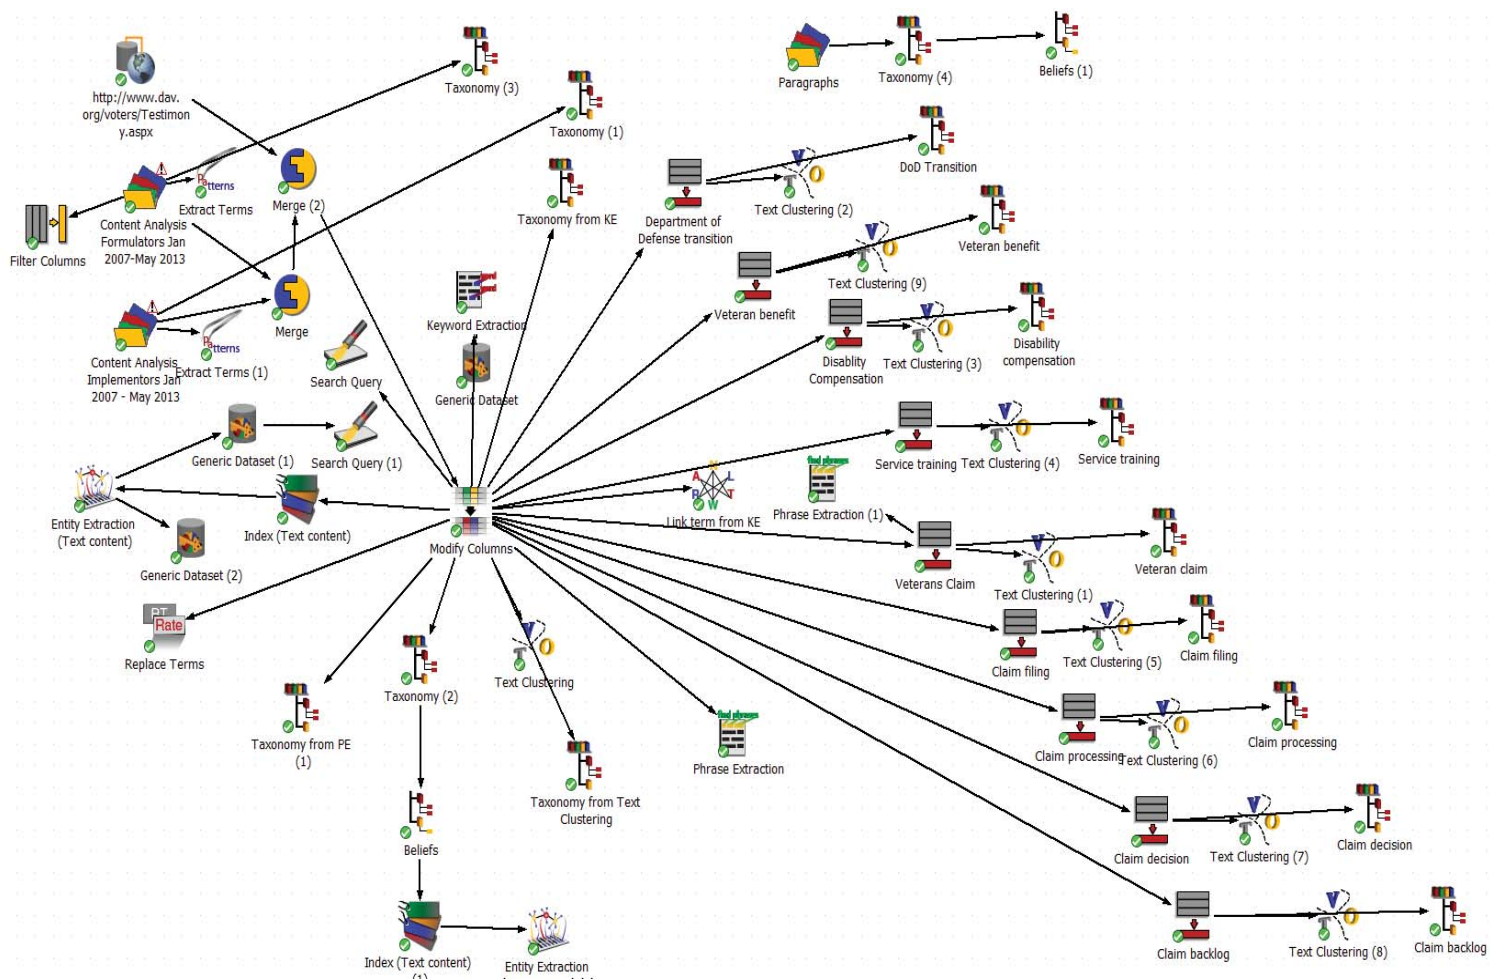 http://www.dav.
org/voters/Testimon
y.aspx
Taxonomy (3)
Taxonomy (1)
Paragraphs
Taxonomy (4)
Beliefs (1)
Patterns
Extract Terms
Merge (2)
Filter Columns
Content Analysis
Formulators Jan
2007-May 2013
Taxonomy from KE
Department of
Defense transition
Text Clustering (2)
DoD Transition
Veteran benefit
Text Clustering (9)
Veteran benefit
Merge
Keyword Extraction
Patterns
Extract Terms (1)
Content Analysis
Implementors Jan
2007 - May 2013
Search Query
Generic Dataset
Disablity
Compensation
Text Clustering (3)
Disability
compensation
Generic Dataset (1)
Search Query (1)
Service training
Text Clustering (4)
Service training
find phrases
Phrase Extraction (1)
Link term from KE
Entity Extraction
(Text content)
Index (Text content)
Generic Dataset (2)
Modify Columns
Veterans Claim
Text Clustering (1)
Veteran claim
PT
Rate
Replace Terms
Taxonomy (2)
Text Clustering
Claim filing
Text Clustering (5)
Claim filing
Taxonomy from PE
(1)
find phrases
Phrase Extraction
Claim processing
Text Clustering (6)
Claim processing
Taxonomy from Text
Clustering
Beliefs
Claim decision
Text Clustering (7)
Claim decision
Index (Text content)
(1)
Entity Extraction
Claim backlog
Text Clustering (8)
Claim backlog